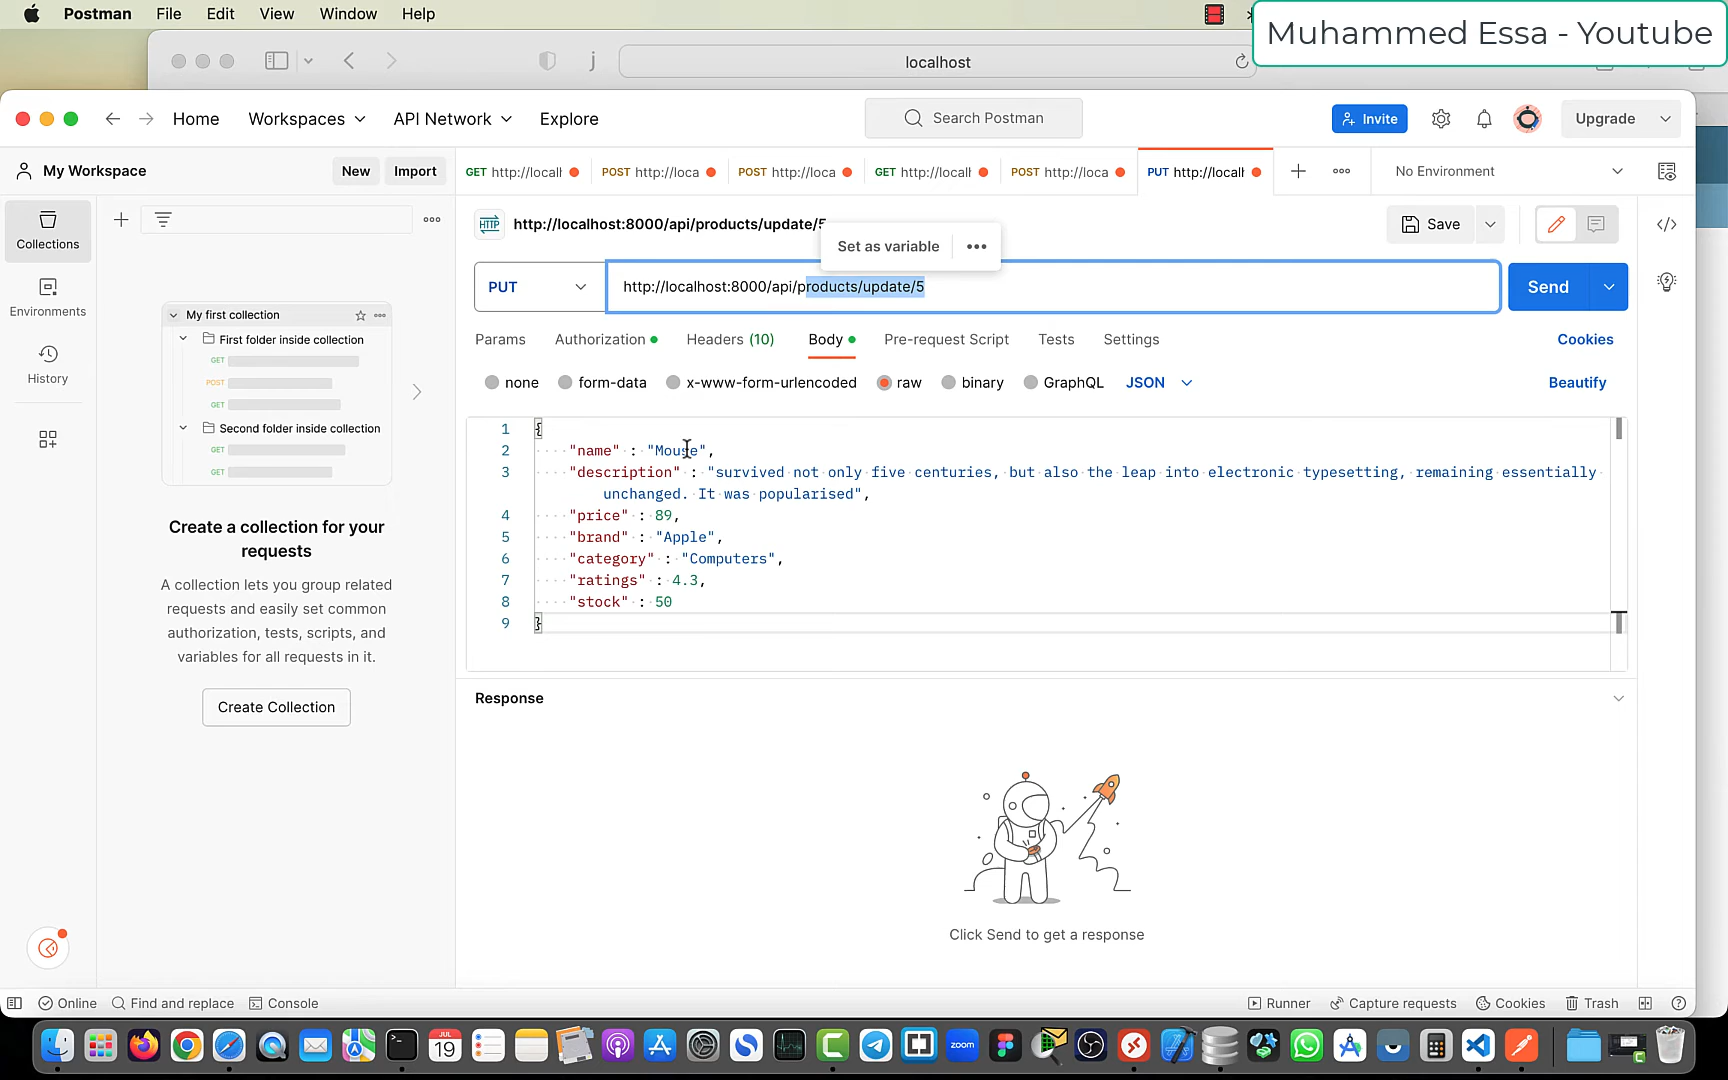 Postman File Edit View Window Help
Muhammed Essa - Youtube
localhost
Home Workspaces API Network Explore
Search Postman
Invite
Upgrade
My Workspace
New Import
GET http://locall POST http://loca POST http://loca GET http://locall POST http://loca PUT http://locall
No Environment
Collections
Environments
History
HTTP http://localhost:8000/api/products/update/5
Set as variable
Save
PUT http://localhost:8000/api/products/update/5
Send
Params Authorization Headers (10) Body Pre-request Script Tests Settings
Cookies
none form-data x-www-form-urlencoded raw binary GraphQL JSON
Beautify
1 {
2 "name" : "Mouse",
3 "description" : "survived not only five centuries, but also the leap into electronic typesetting, remaining essentially
unchanged. It was popularised",
4 "price" : 89,
5 "brand" : "Apple",
6 "category" : "Computers",
7 "ratings" : 4.3,
8 "stock" : 50
9 }
My first collection
First folder inside collection
GET
POST
GET
Second folder inside collection
GET
GET
Create a collection for your
requests
A collection lets you group related
requests and easily set common
authorization, tests, scripts, and
variables for all requests in it.
Create Collection
Response
Click Send to get a response
Online Find and replace Console
Runner Capture requests Cookies Trash
JUL
19
zoom